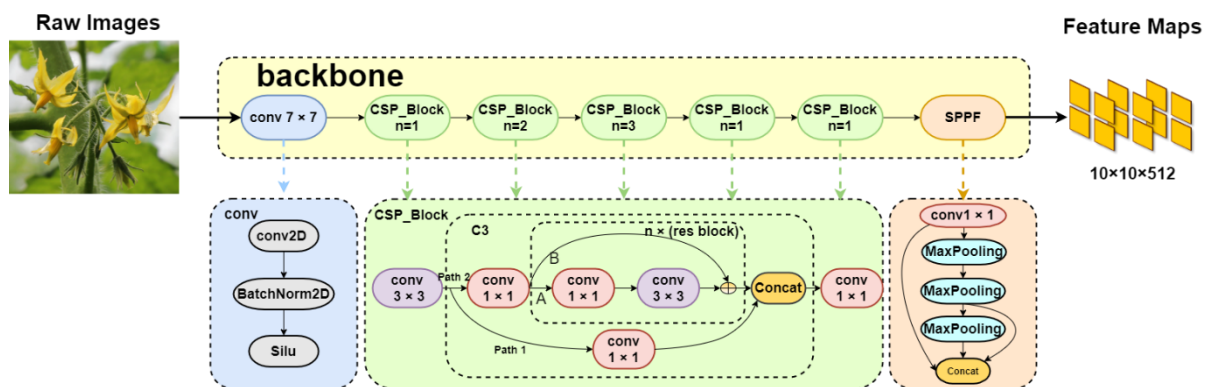 Raw Images
Feature Maps
backbone
conv 7 × 7
CSP_Block
n=1
CSP_Block
n=2
CSP_Block
n=3
CSP_Block
n=1
CSP_Block
n=1
SPPF
10×10×512
conv
conv2D
BatchNorm2D
Silu
CSP_Block
C3
n × (res block)
conv
3 × 3
Path 2
conv
1 × 1
B
A
conv
1 × 1
conv
3 × 3
Concat
conv
1 × 1
Path 1
conv
1 × 1
conv1 × 1
MaxPooling
MaxPooling
MaxPooling
Concat